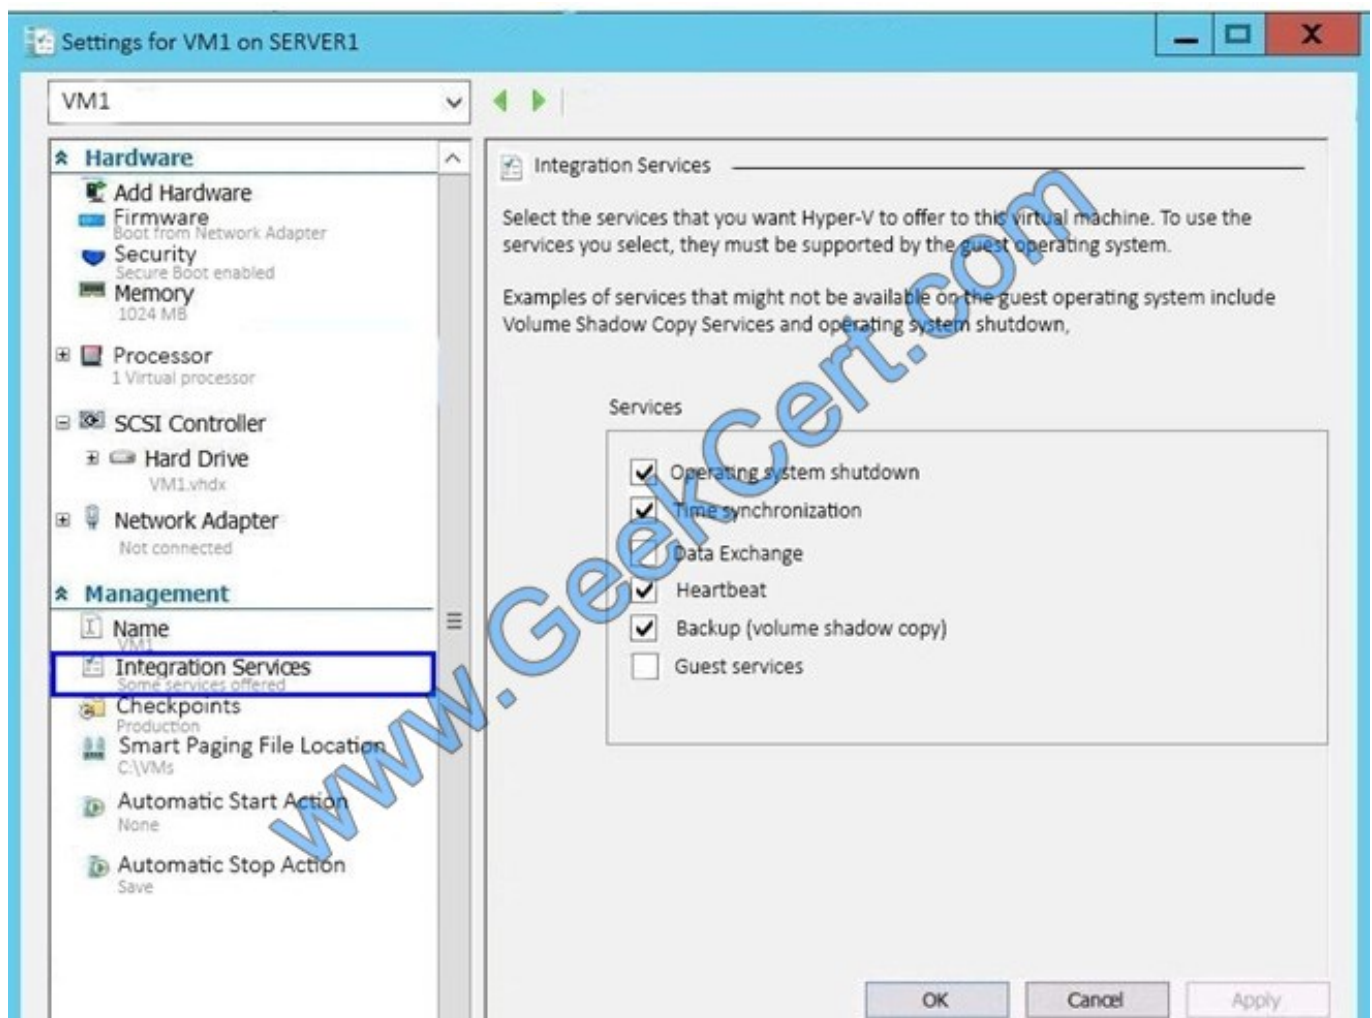 Settings for VM1 on SERVER1
X
VM1
Hardware
Add Hardware
Firmware
Boot from Network Adapter
Security
Secure Boot enabled
Memory
1024 MB
Processor
1 Virtual processor
SCSI Controller
Hard Drive
VM1.vhdx
Network Adapter
Not connected
Management
Name
VM1
Integration Services
Some services offered
Checkpoints
Production
Smart Paging File Location
C:\VMs
Automatic Start Action
None
Automatic Stop Action
Save
Integration Services
Select the services that you want Hyper-V to offer to this virtual machine. To use the
services you select, they must be supported by the guest operating system.
Examples of services that might not be available on the guest operating system include
Volume Shadow Copy Services and operating system shutdown,
Services
Operating system shutdown
Time synchronization
Data Exchange
Heartbeat
Backup (volume shadow copy)
Guest services
OK
Cancel
Apply
www.GeekCert.com